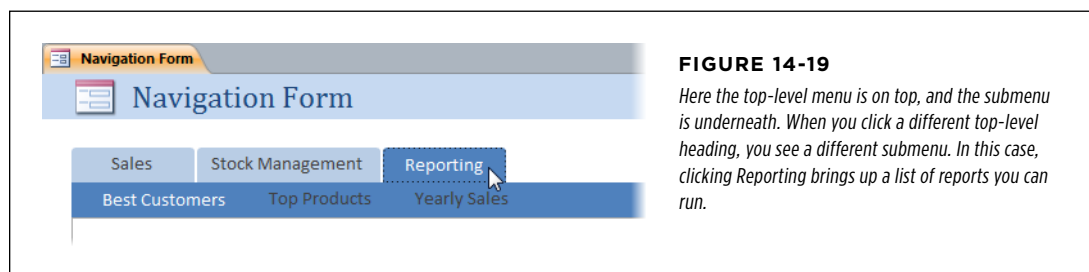 Navigation Form
Navigation Form
Sales Stock Management Reporting
Best Customers Top Products Yearly Sales
FIGURE 14-19
Here the top-level menu is on top, and the submenu
is underneath. When you click a different top-level
heading, you see a different submenu. In this case,
clicking Reporting brings up a list of reports you can
run.